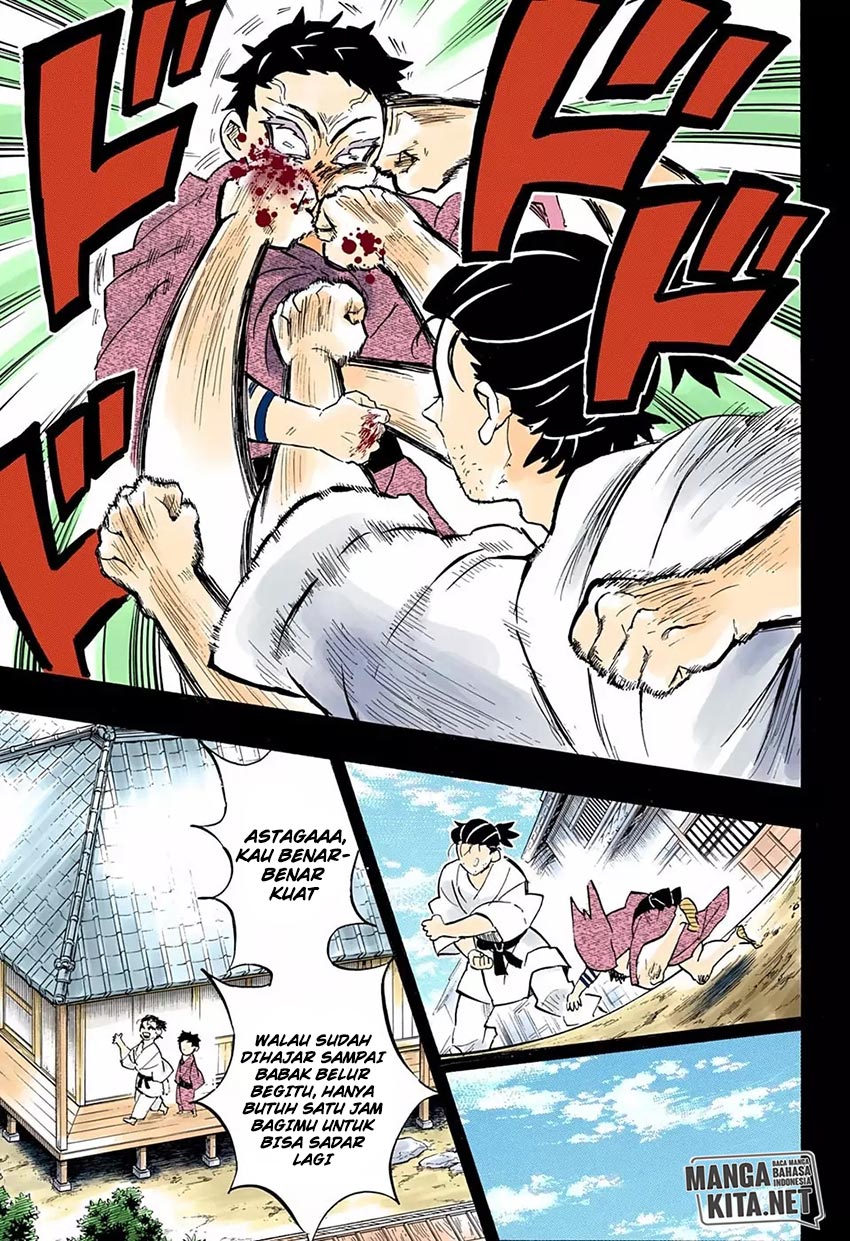 ド ド ド ド
ASTAGAAA,
KAU BENAR-
BENAR
KUAT
WALAU SUDAH
DIHAJAR SAMPAI
BABAK BELUR
BEGITU, HANYA
BUTUH SATU JAM
BAGIMU UNTUK
BISA SADAR
LAGI
MANGA
BACA MANGA
BAHASA
INDONESIA
KITA.NET